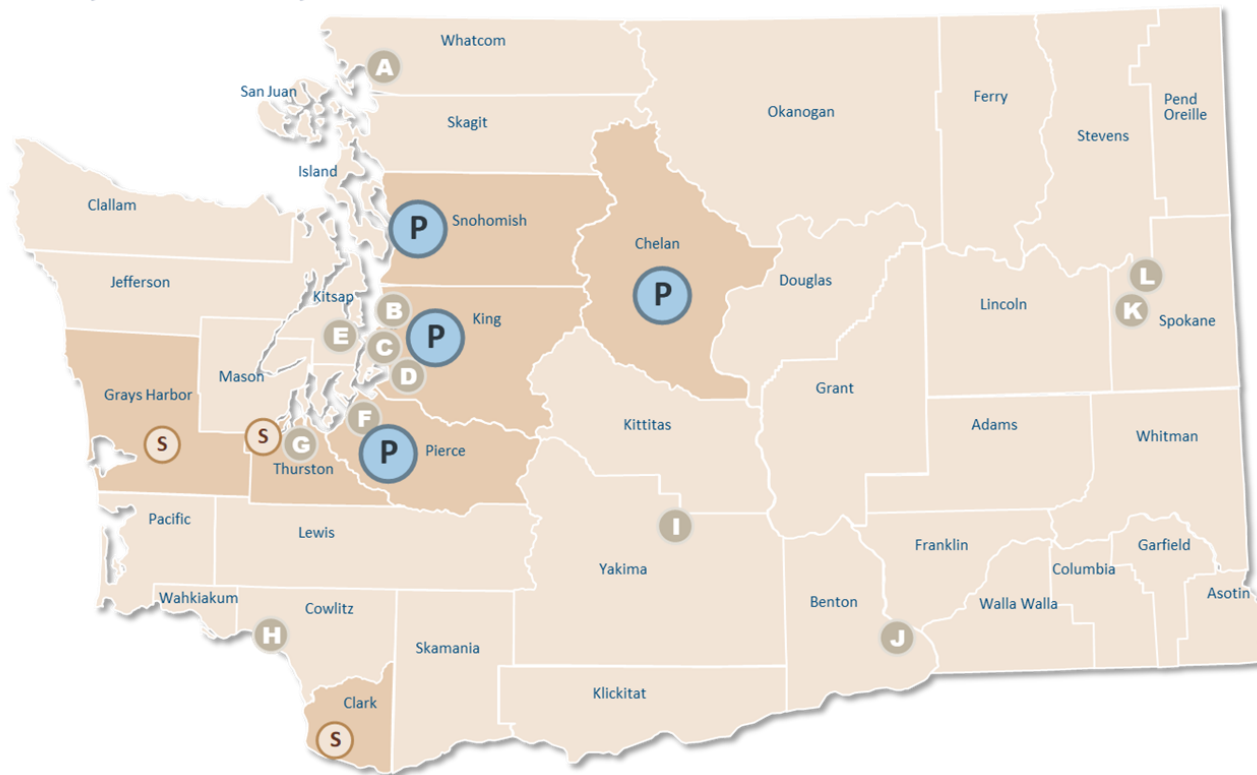 Whatcom
A
San Juan
Skagit
Okanogan
Ferry
Stevens
Pend
Oreille
Island
Clallam
P
Snohomish
Chelan
P
Douglas
Jefferson
Kitsap
B
King
P
E
C
D
Lincoln
L
K
Spokane
Mason
Grays Harbor
S
S
G
Thurston
F
P
Pierce
Kittitas
Grant
Adams
Whitman
Pacific
Lewis
I
Yakima
Franklin
Columbia
Garfield
Asotin
Wahkiakum
Cowlitz
H
Skamania
Benton
J
Walla Walla
Klickitat
Clark
S